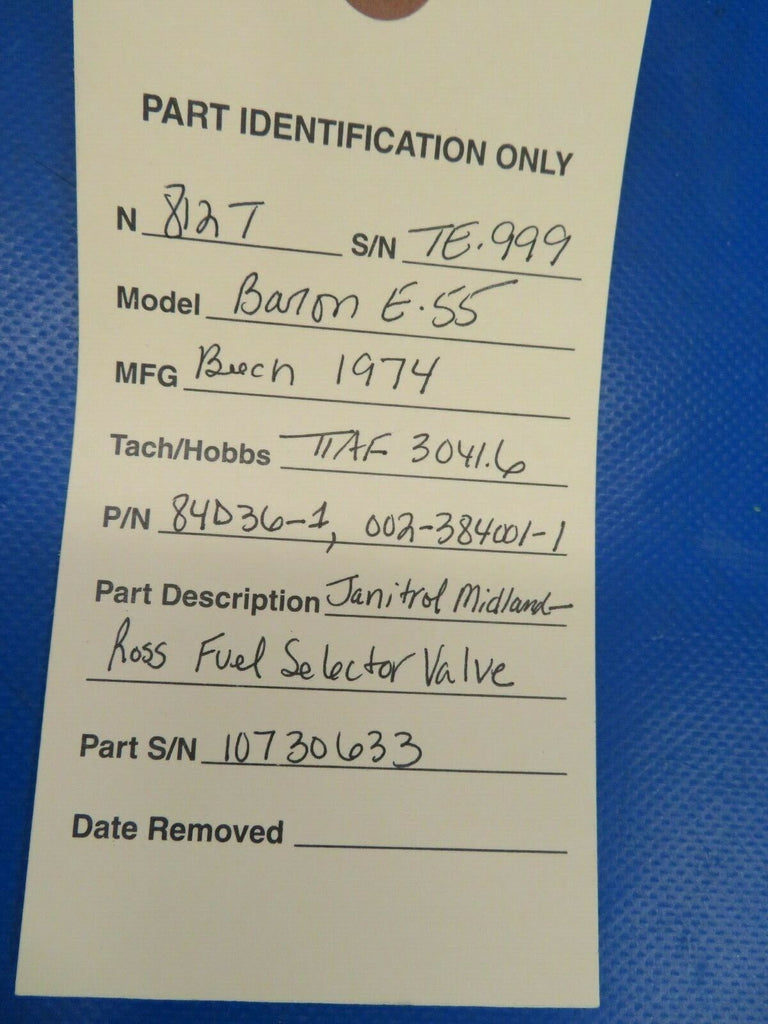 PART IDENTIFICATION ONLY
N 812T S/N TE.999
Model Baron E.55
MFG Beech 1974
Tach/Hobbs TTAF 3041.6
P/N 84D36-1, 002-384001-1
Part Description Janitrol Midland-
Ross Fuel Selector Valve
Part S/N 10730633
Date Removed